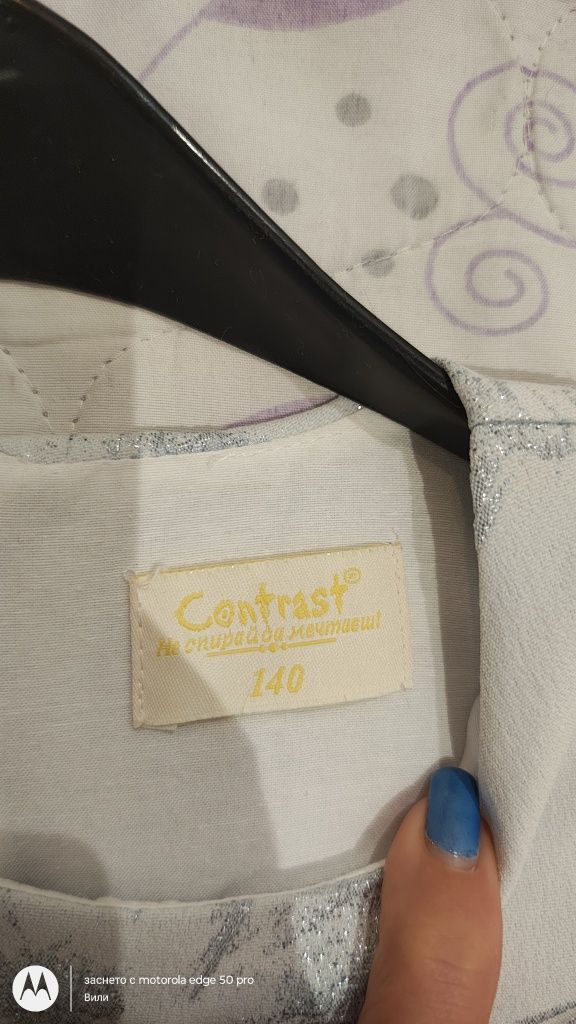 Contrast®
Не спирай да мечтаеш!
140
заснето с motorola edge 50 pro
Вили